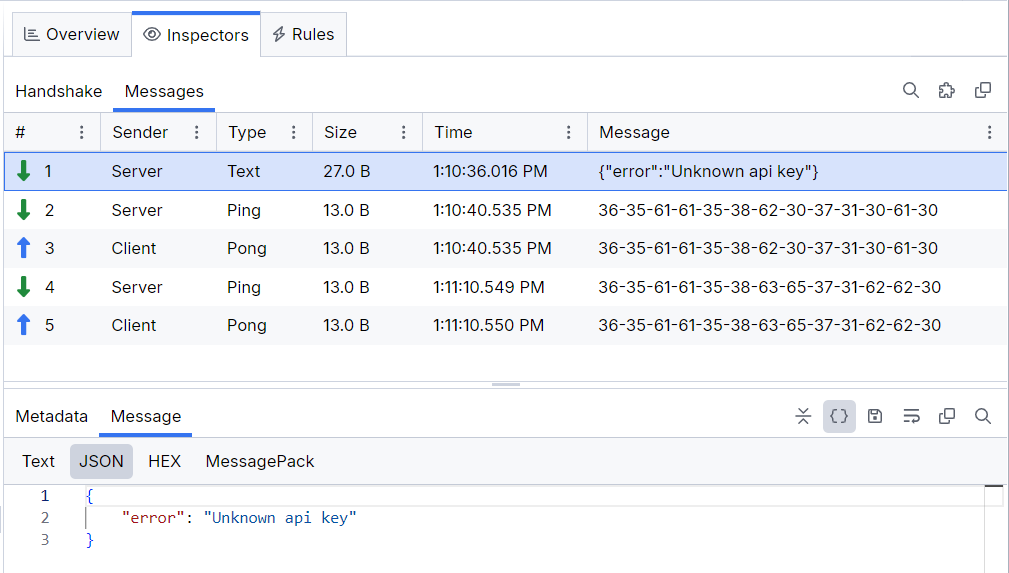 Overview Inspectors Rules
Handshake Messages
# Sender Type Size Time Message
1 Server Text 27.0 B 1:10:36.016 PM {"error":"Unknown api key"}
2 Server Ping 13.0 B 1:10:40.535 PM 36-35-61-61-35-38-62-30-37-31-30-61-30
3 Client Pong 13.0 B 1:10:40.535 PM 36-35-61-61-35-38-62-30-37-31-30-61-30
4 Server Ping 13.0 B 1:11:10.549 PM 36-35-61-61-35-38-63-65-37-31-62-62-30
5 Client Pong 13.0 B 1:11:10.550 PM 36-35-61-61-35-38-63-65-37-31-62-62-30
Metadata Message
Text JSON HEX MessagePack
1 {
2 "error": "Unknown api key"
3 }